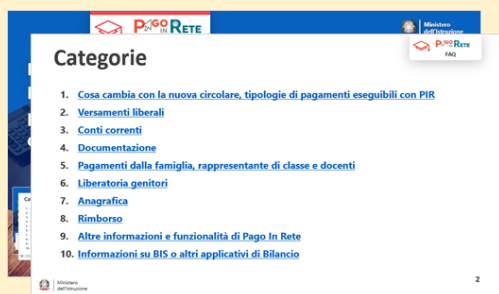 PAGO
IN RETE
Ministero
dell'Istruzione
PAGO
IN RETE
FAQ
Categorie
1. Cosa cambia con la nuova circolare, tipologie di pagamenti eseguibili con PIR
2. Versamenti liberali
3. Conti correnti
4. Documentazione
5. Pagamenti dalla famiglia, rappresentante di classe e docenti
6. Liberatoria genitori
7. Anagrafica
8. Rimborso
9. Altre informazioni e funzionalità di Pago In Rete
10. Informazioni su BIS o altri applicativi di Bilancio
Ministero
dell'Istruzione
2